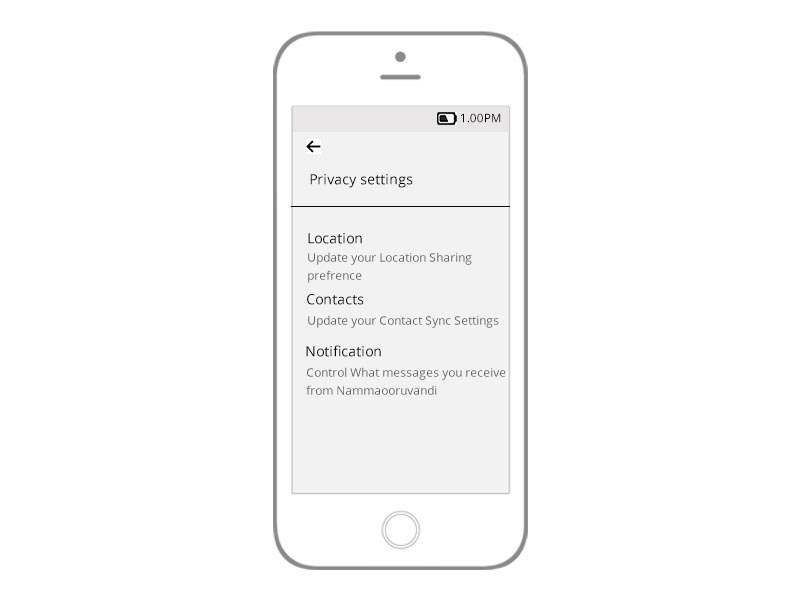 1.00PM
Privacy settings
Location
Update your Location Sharing
prefrence
Contacts
Update your Contact Sync Settings
Notification
Control What messages you receive
from Nammaooruvandi